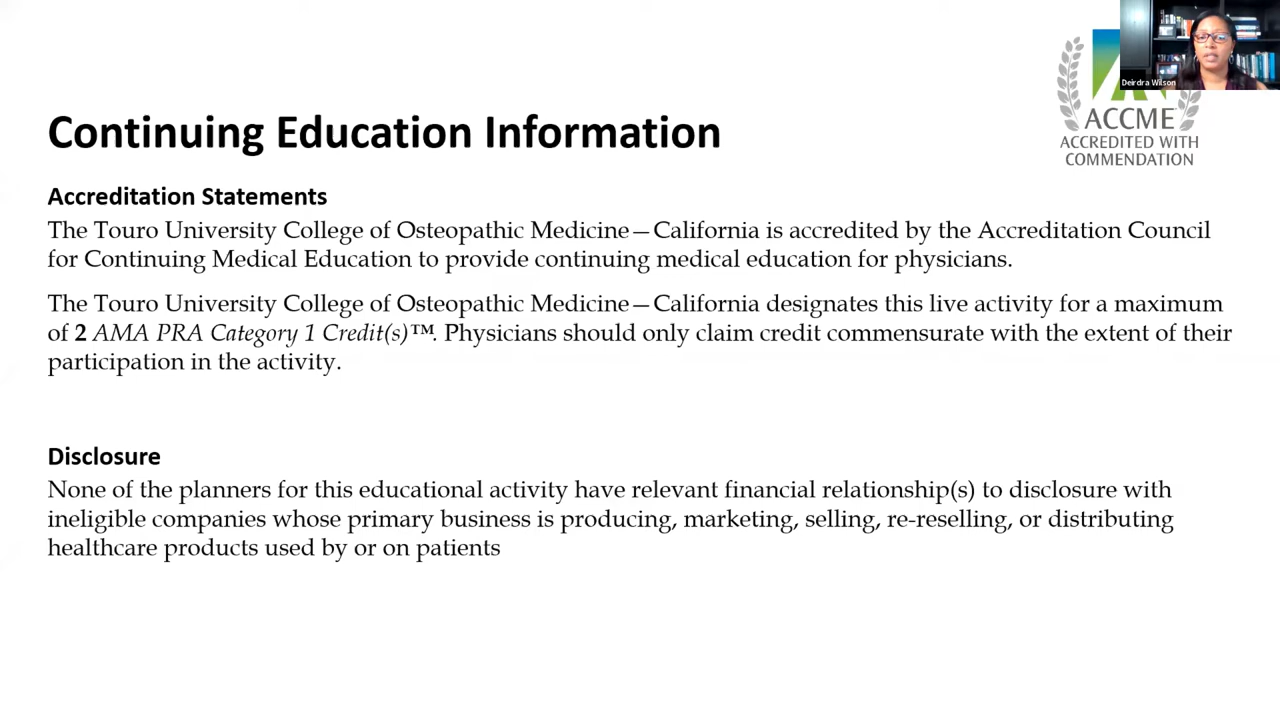 Deirdra Wilson
ACCME
ACCREDITED WITH
COMMENDATION
Continuing Education Information
Accreditation Statements
The Touro University College of Osteopathic Medicine—California is accredited by the Accreditation Council
for Continuing Medical Education to provide continuing medical education for physicians.
The Touro University College of Osteopathic Medicine—California designates this live activity for a maximum
of 2 AMA PRA Category 1 Credit(s)™. Physicians should only claim credit commensurate with the extent of their
participation in the activity.
Disclosure
None of the planners for this educational activity have relevant financial relationship(s) to disclosure with
ineligible companies whose primary business is producing, marketing, selling, re-reselling, or distributing
healthcare products used by or on patients